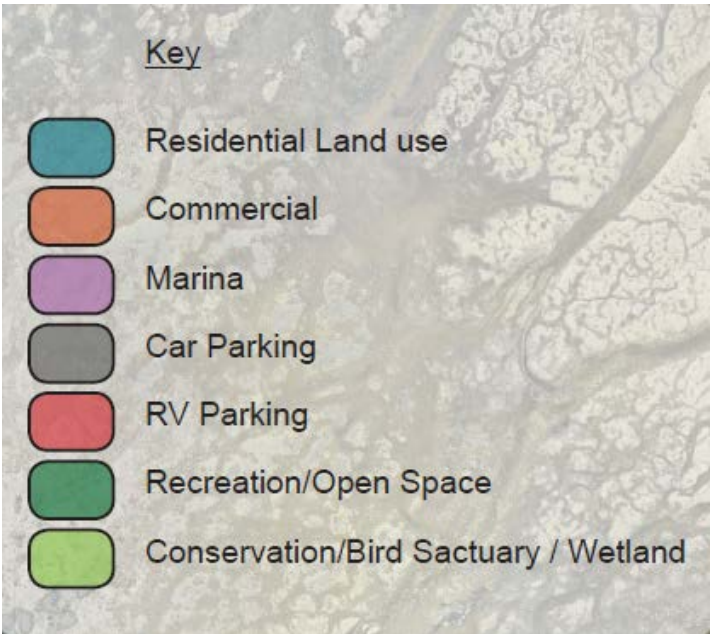 Key
Residential Land use
Commercial
Marina
Car Parking
RV Parking
Recreation/Open Space
Conservation/Bird Sactuary / Wetland